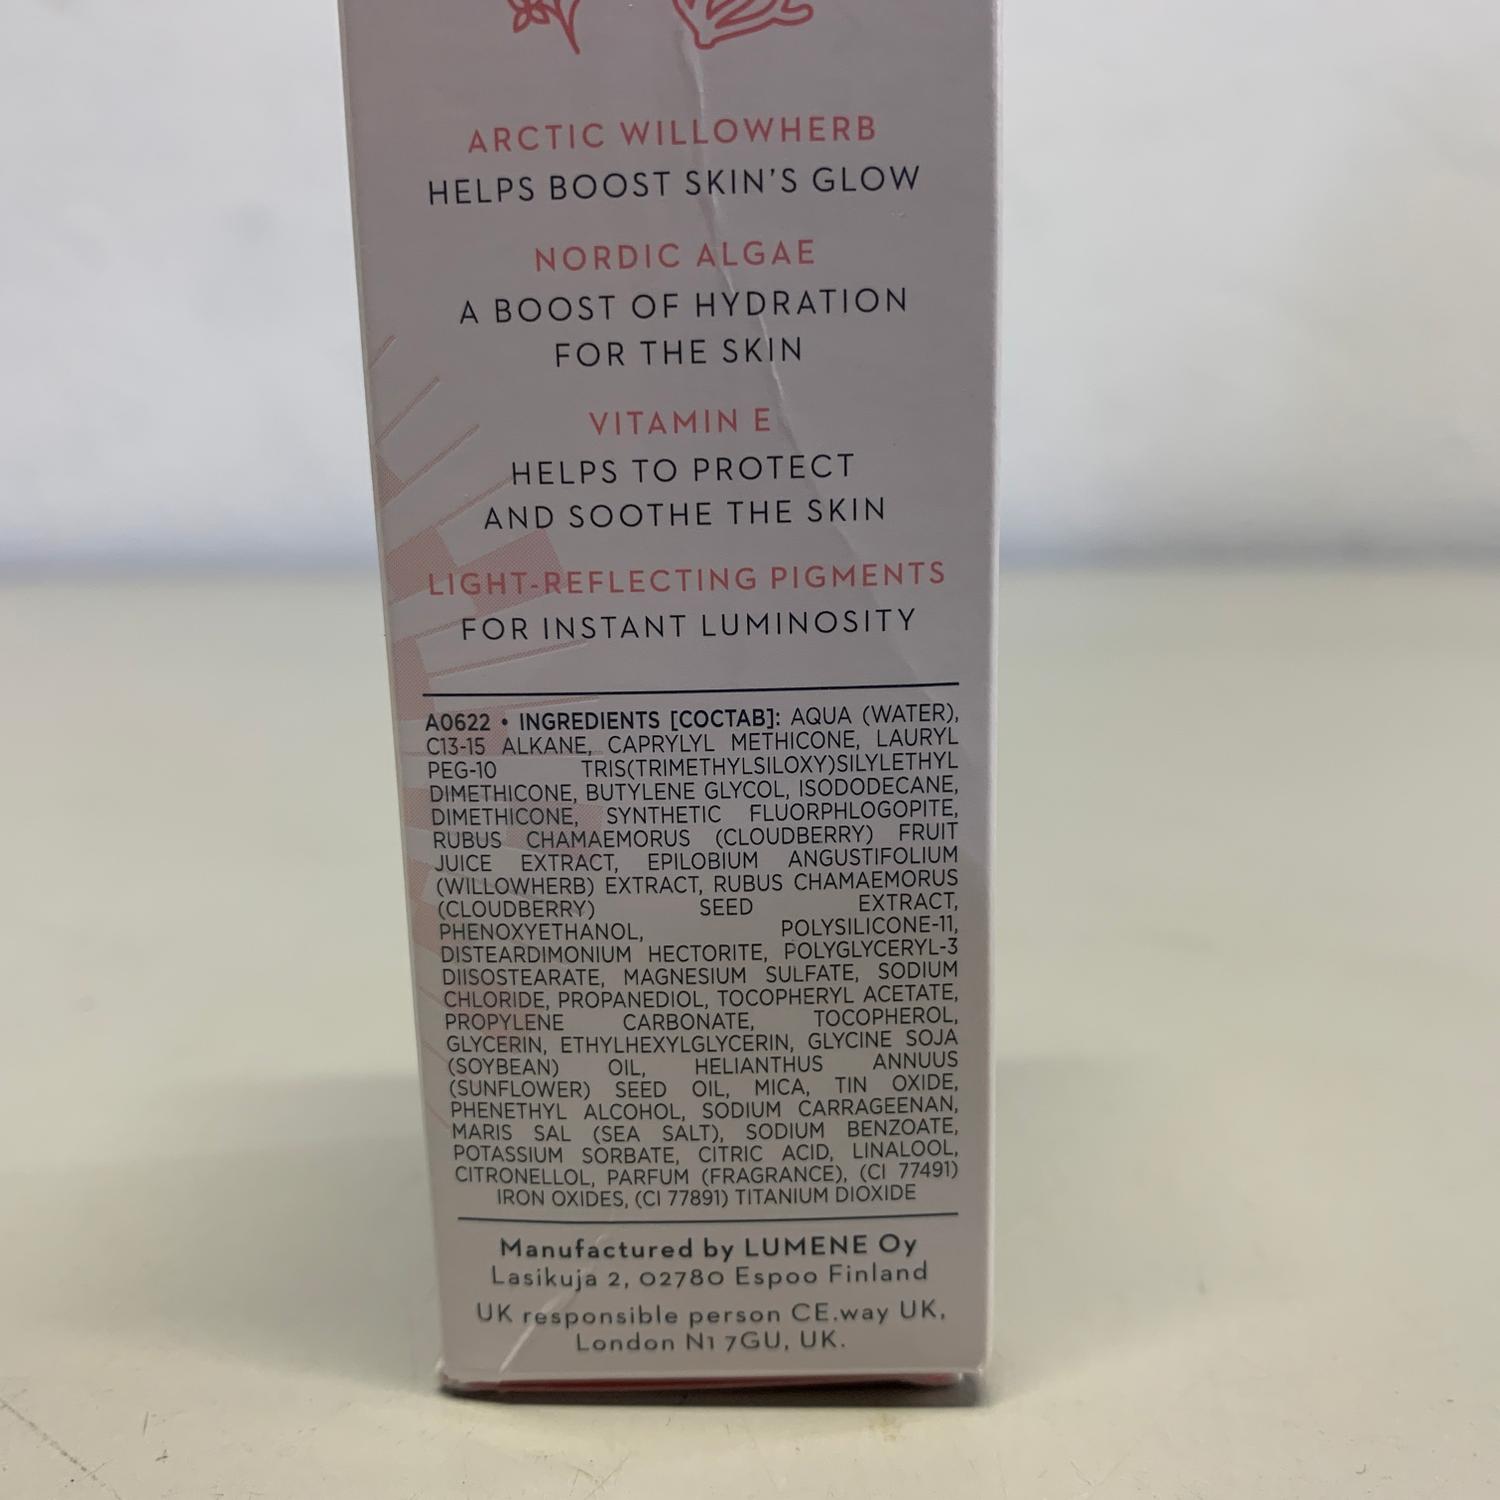 ARCTIC WILLOWHERB
HELPS BOOST SKIN'S GLOW
NORDIC ALGAE
A BOOST OF HYDRATION
FOR THE SKIN
VITAMIN E
HELPS TO PROTECT
AND SOOTHE THE SKIN
LIGHT-REFLECTING PIGMENTS
FOR INSTANT LUMINOSITY
A0622 • INGREDIENTS [СОСТАВ]: AQUA (WATER),
C13-15 ALKANE, CAPRYLYL METHICONE, LAURYL
PEG-10 TRIS(TRIMETHYLSILOXY)SILYLETHYL
DIMETHICONE, BUTYLENE GLYCOL, ISODODECANE,
DIMETHICONE, SYNTHETIC FLUORPHLOGOPITE,
RUBUS CHAMAEMORUS (CLOUDBERRY) FRUIT
JUICE EXTRACT, EPILOBIUM ANGUSTIFOLIUM
(WILLOWHERB) EXTRACT, RUBUS CHAMAEMORUS
(CLOUDBERRY) SEED EXTRACT,
PHENOXYETHANOL, POLYSILICONE-11,
DISTEARDIMONIUM HECTORITE, POLYGLYCERYL-3
DIISOSTEARATE, MAGNESIUM SULFATE, SODIUM
CHLORIDE, PROPANEDIOL, TOCOPHERYL ACETATE,
PROPYLENE CARBONATE, TOCOPHEROL,
GLYCERIN, ETHYLHEXYLGLYCERIN, GLYCINE SOJA
(SOYBEAN) OIL, HELIANTHUS ANNUUS
(SUNFLOWER) SEED OIL, MICA, TIN OXIDE,
PHENETHYL ALCOHOL, SODIUM CARRAGEENAN,
MARIS SAL (SEA SALT), SODIUM BENZOATE,
POTASSIUM SORBATE, CITRIC ACID, LINALOOL,
CITRONELLOL, PARFUM (FRAGRANCE), (CI 77491)
IRON OXIDES, (CI 77891) TITANIUM DIOXIDE
Manufactured by LUMENE Oy
Lasikuja 2, 02780 Espoo Finland
UK responsible person CE.way UK,
London N1 7GU, UK.